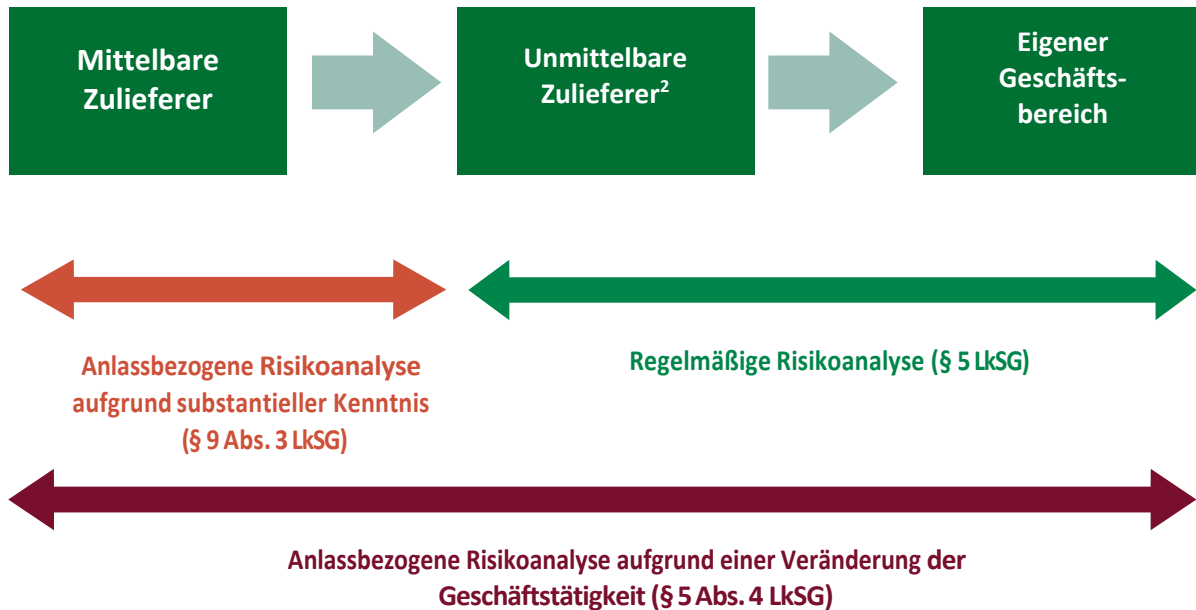 Mittelbare
Zulieferer
Unmittelbare
Zulieferer²
Eigener
Geschäfts-
bereich
Anlassbezogene Risikoanalyse
aufgrund substantieller Kenntnis
(§ 9 Abs. 3 LkSG)
Regelmäßige Risikoanalyse (§ 5 LkSG)
Anlassbezogene Risikoanalyse aufgrund einer Veränderung der
Geschäftstätigkeit (§ 5 Abs. 4 LkSG)